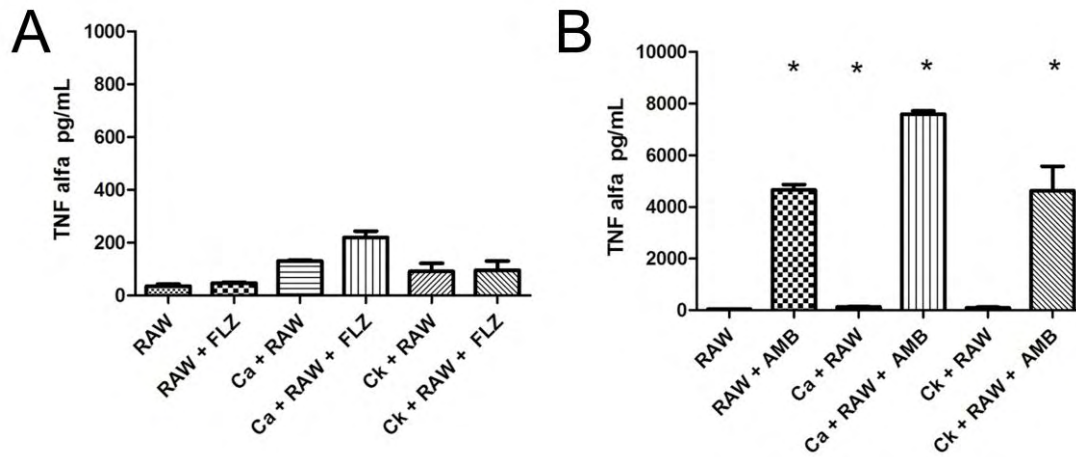 A
TNF alfa pg/mL
1000
800
600
400
200
0
RAW
RAW + FLZ
Ca + RAW
Ca + RAW + FLZ
Ck + RAW
Ck + RAW + FLZ
B
TNF alfa pg/mL
10000
8000
6000
4000
2000
0
* * * *
RAW
RAW + AMB
Ca + RAW
Ca + RAW + AMB
Ck + RAW
Ck + RAW + AMB